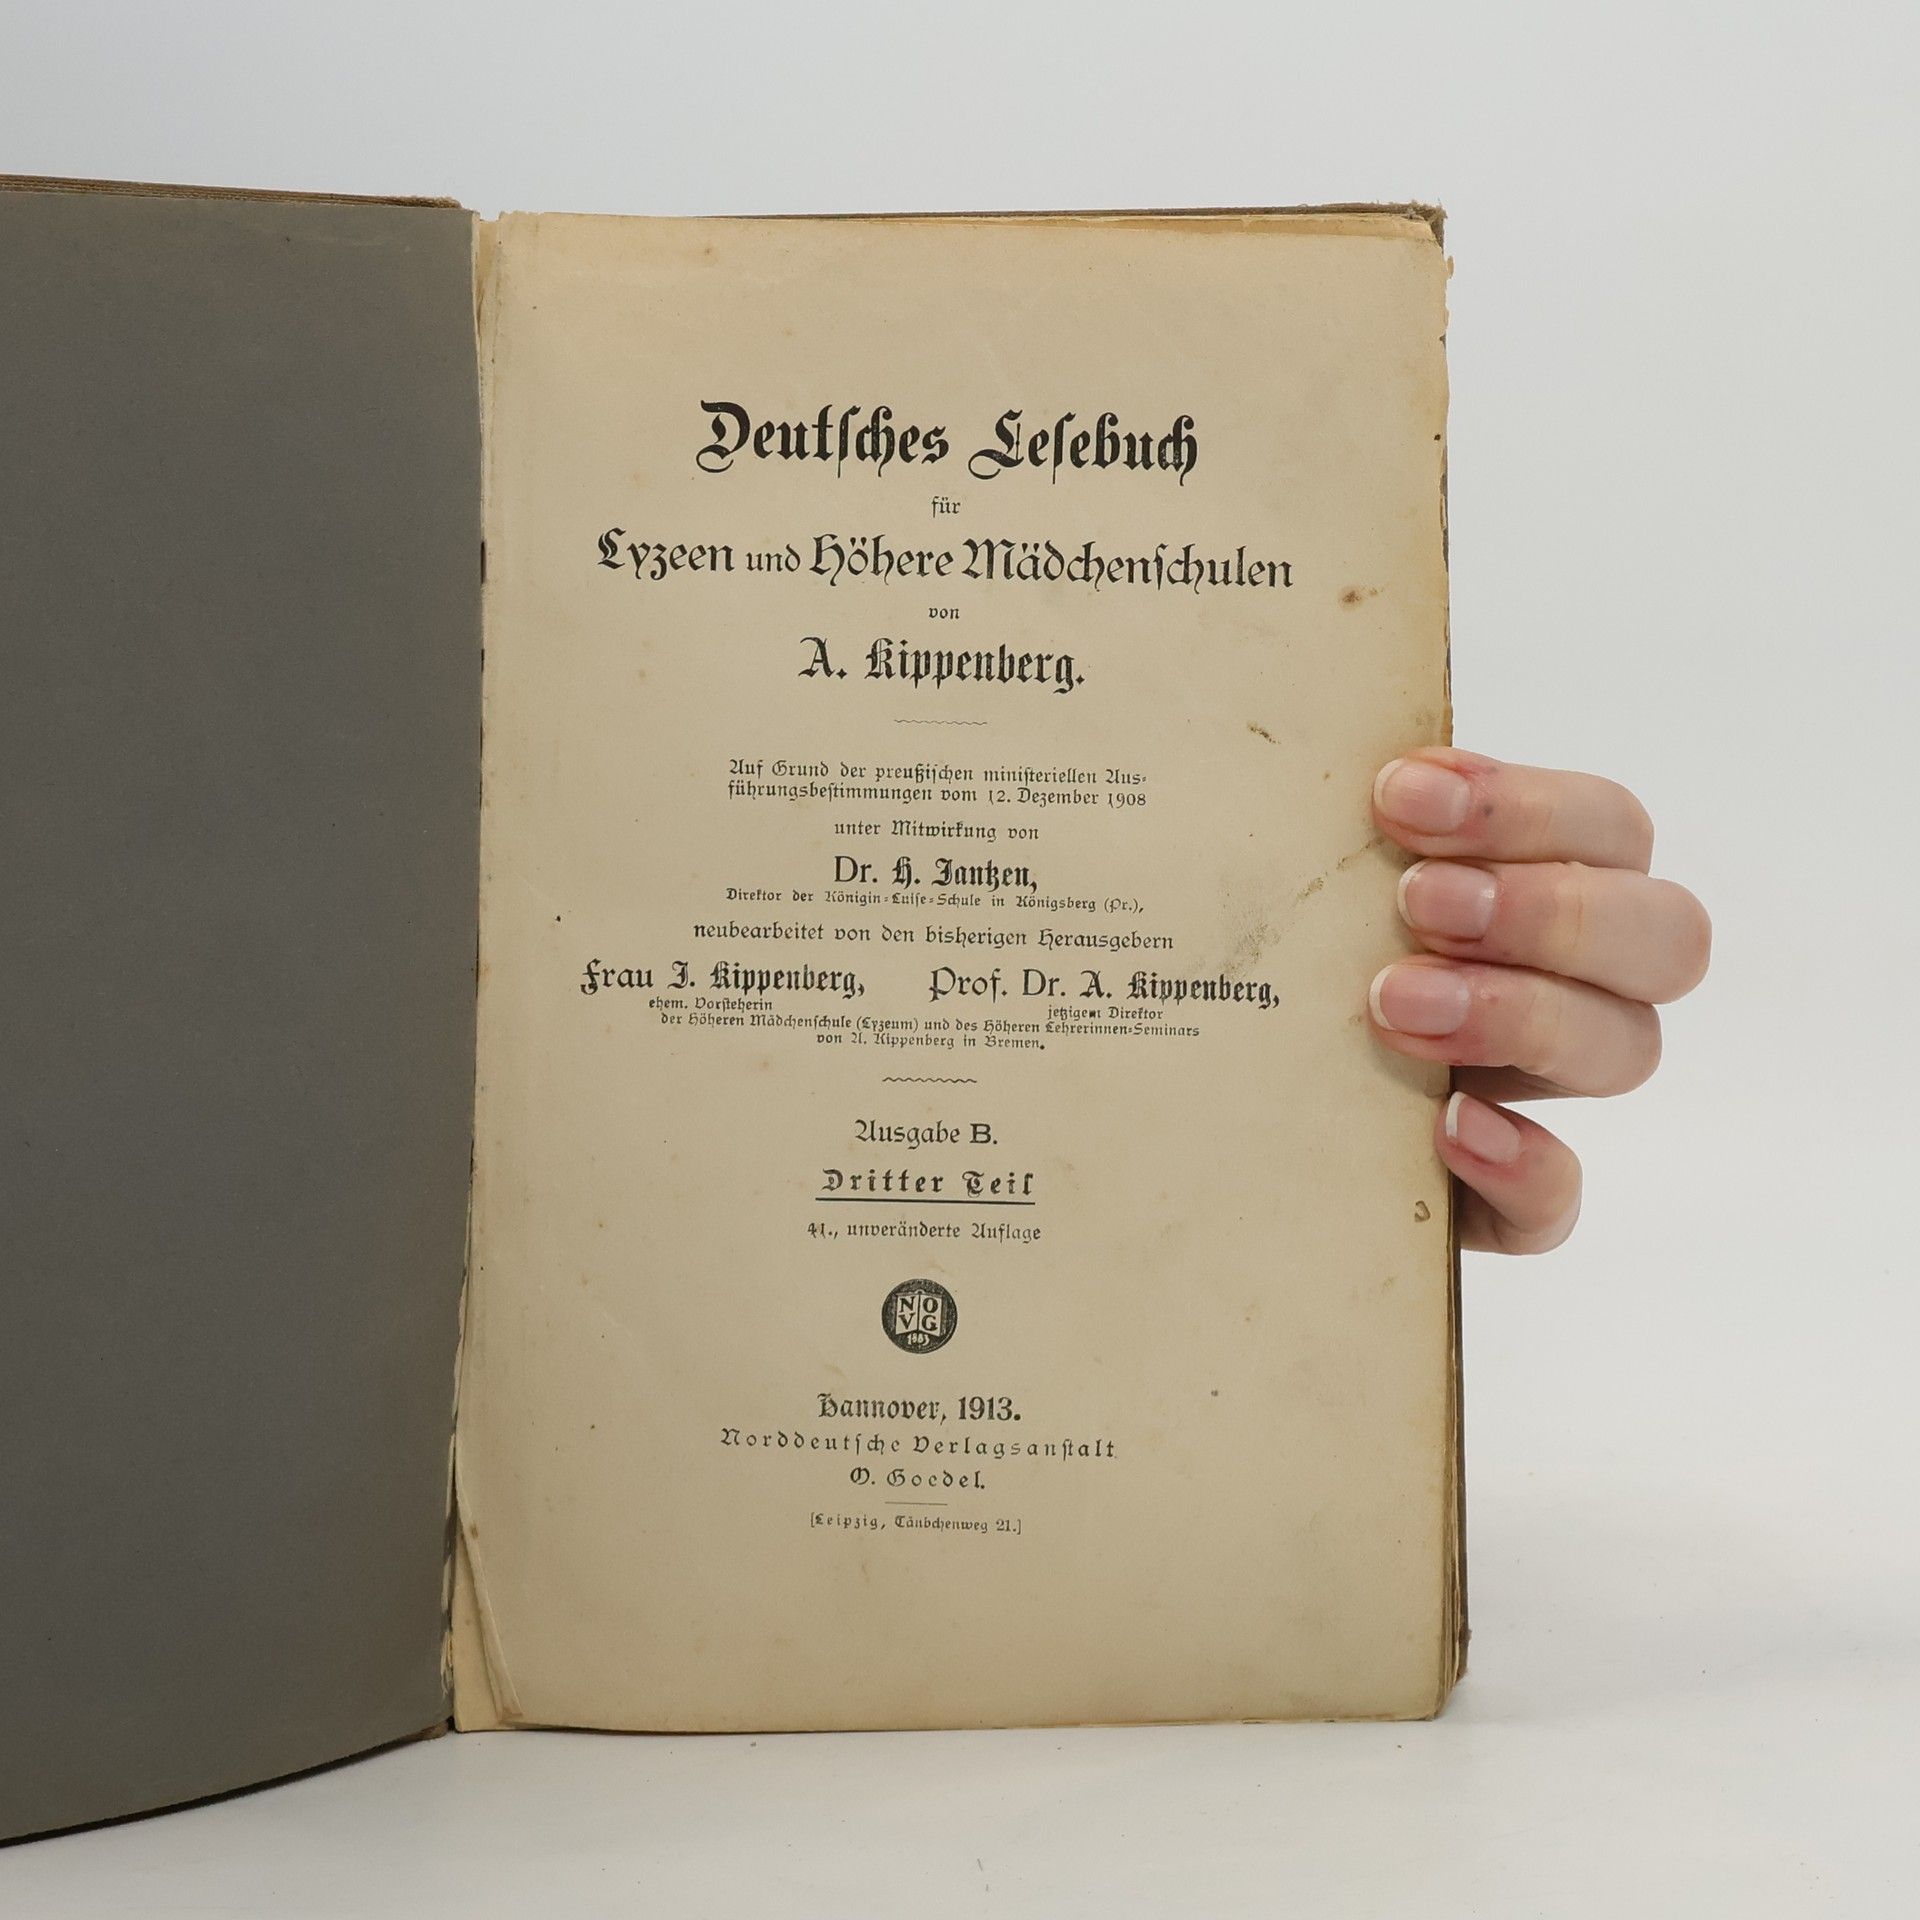 Deutſches Leſebuch
für
Lyzeen und Höhere Mädchenſchulen
von
A. Kippenberg.
Auf Grund der preußiſchen miniſteriellen Aus-
führungsbeſtimmungen vom 12. Dezember 1908
unter Mitwirkung von
Dr. H. Jantzen,
Direktor der Königin-Luiſe-Schule in Königsberg (Pr.),
neubearbeitet von den bisherigen Herausgebern
Frau J. Kippenberg, Prof. Dr. A. Kippenberg,
ehem. Vorſteherin jetzigem Direktor
der Höheren Mädchenſchule (Lyzeum) und des Höheren Lehrerinnen-Seminars
von A. Kippenberg in Bremen.
Ausgabe B.
Dritter Teil
41., unveränderte Auflage
N O
V G
1883
Hannover, 1913.
Norddeutſche Verlagsanſtalt
O. Goedel.
[Leipzig, Täubchenweg 21.]